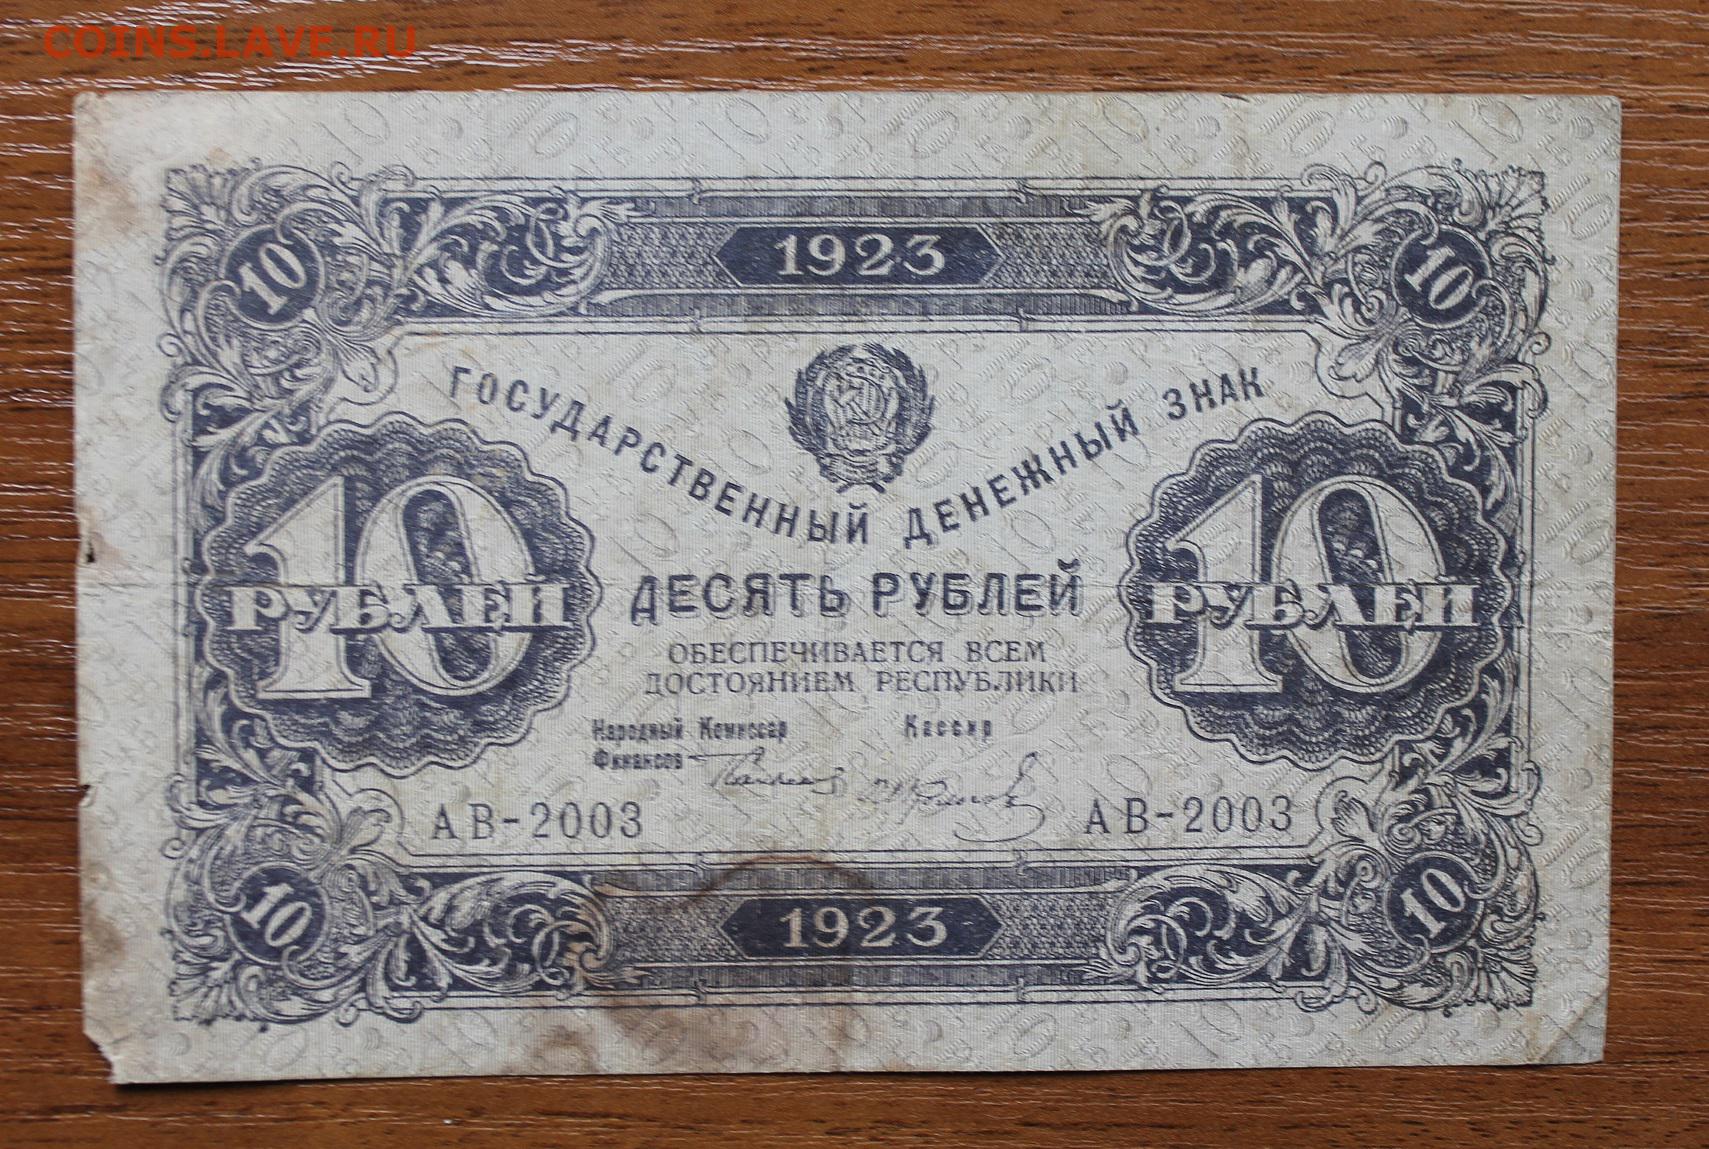 COINS.LAVE.RU
10 1923 10
ГОСУДАРСТВЕННЫЙ ДЕНЕЖНЫЙ ЗНАК
10 РУБЛЕЙ
ДЕСЯТЬ РУБЛЕЙ
10 РУБЛЕЙ
ОБЕСПЕЧИВАЕТСЯ ВСЕМ
ДОСТОЯНИЕМ РЕСПУБЛИКИ
Народный Комиссар Кассир
Финансов
АВ-2003 АВ-2003
10 1923 10